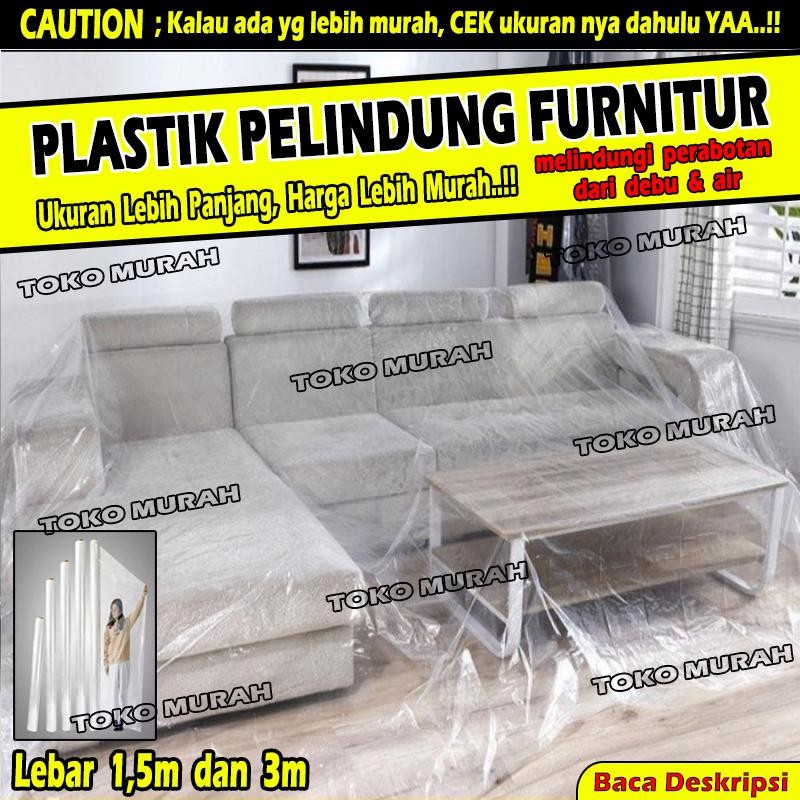 CAUTION ; Kalau ada yg lebih murah, CEK ukuran nya dahulu YAA..!!
PLASTIK PELINDUNG FURNITUR
Ukuran Lebih Panjang, Harga Lebih Murah..!!
melindungi perabotan
dari debu & air
TOKO MURAH
TOKO MURAH
TOKO MURAH
TOKO MURAH
TOKO MURAH
TOKO MURAH
TOKO MURAH
TOKO MURAH
Lebar 1,5m dan 3m
Baca Deskripsi